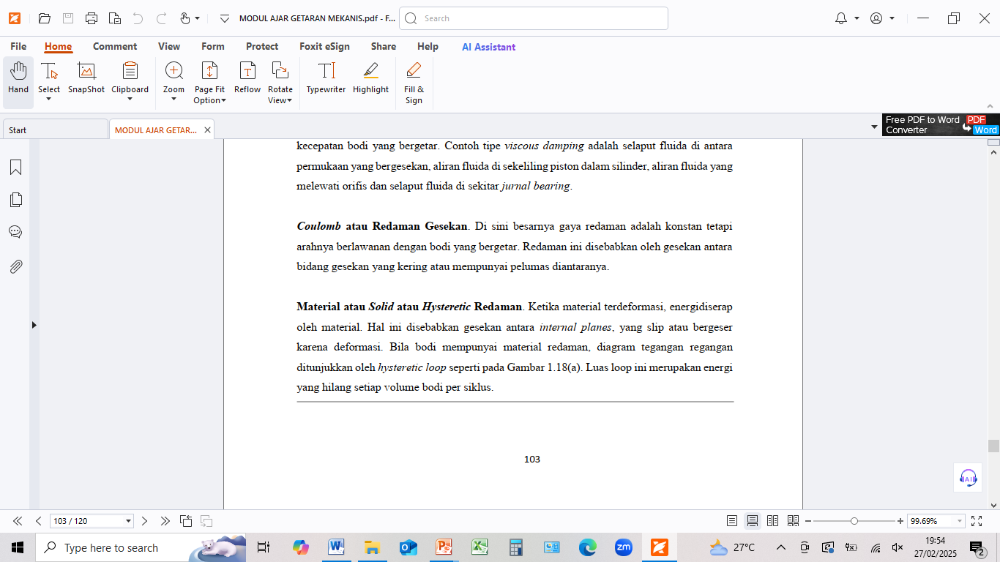 MODUL AJAR GETARAN MEKANIS.pdf - F...
Search
File Home Comment View Form Protect Foxit eSign Share Help AI Assistant
Hand Select SnapShot Clipboard Zoom Page Fit Option Reflow Rotate View Typewriter Highlight Fill & Sign
Start
MODUL AJAR GETAR...
Free PDF to Word PDF
Converter Word
kecepatan bodi yang bergetar. Contoh tipe viscous damping adalah selaput fluida di antara
permukaan yang bergesekan, aliran fluida di sekeliling piston dalam silinder, aliran fluida yang
melewati orifis dan selaput fluida di sekitar jurnal bearing.
Coulomb atau Redaman Gesekan. Di sini besarnya gaya redaman adalah konstan tetapi
arahnya berlawanan dengan bodi yang bergetar. Redaman ini disebabkan oleh gesekan antara
bidang gesekan yang kering atau mempunyai pelumas diantaranya.
Material atau Solid atau Hysteretic Redaman. Ketika material terdeformasi, energidiserap
oleh material. Hal ini disebabkan gesekan antara internal planes, yang slip atau bergeser
karena deformasi. Bila bodi mempunyai material redaman, diagram tegangan regangan
ditunjukkan oleh hysteretic loop seperti pada Gambar 1.18(a). Luas loop ini merupakan energi
yang hilang setiap volume bodi per siklus.
103
AI
103 / 120
99.69%
Type here to search
zm
27°C
19:54
27/02/2025
2